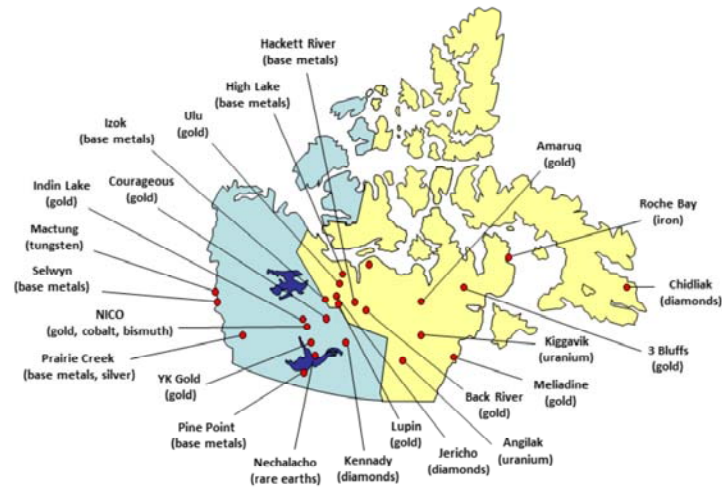 Hackett River
(base metals)
High Lake
(base metals)
Ulu
(gold)
Izok
(base metals)
Courageous
(gold)
Indin Lake
(gold)
Mactung
(tungsten)
Selwyn
(base metals)
NICO
(gold, cobalt, bismuth)
Prairie Creek
(base metals, silver)
YK Gold
(gold)
Pine Point
(base metals)
Nechalacho
(rare earths)
Kennady
(diamonds)
Lupin
(gold)
Jericho
(diamonds)
Back River
(gold)
Angilak
(uranium)
Meliadine
(gold)
Kiggavik
(uranium)
3 Bluffs
(gold)
Chidliak
(diamonds)
Roche Bay
(iron)
Amaruq
(gold)